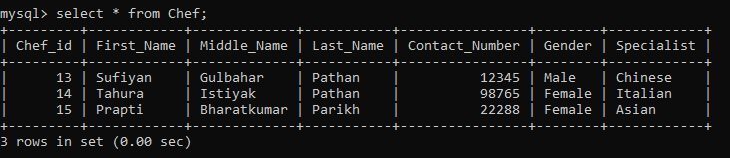 mysql> select * from Chef;
+---------+------------+-------------+-----------+----------------+--------+------------+
| Chef_id | First_Name | Middle_Name | Last_Name | Contact_Number | Gender | Specialist |
+---------+------------+-------------+-----------+----------------+--------+------------+
|      13 | Sufiyan    | Gulbahar    | Pathan    |          12345 | Male   | Chinese    |
|      14 | Tahura     | Istiyak     | Pathan    |          98765 | Female | Italian    |
|      15 | Prapti     | Bharatkumar | Parikh    |          22288 | Female | Asian      |
+---------+------------+-------------+-----------+----------------+--------+------------+
3 rows in set (0.00 sec)